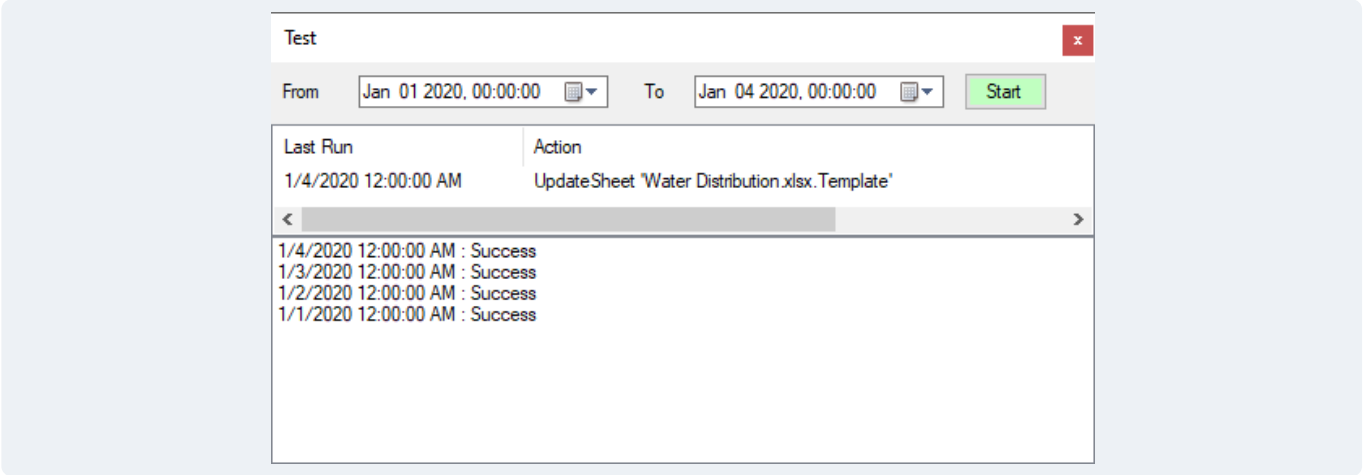 Test x
From Jan 01 2020, 00:00:00 To Jan 04 2020, 00:00:00 Start
Last Run Action
1/4/2020 12:00:00 AM UpdateSheet 'Water Distribution.xlsx.Template'
1/4/2020 12:00:00 AM : Success
1/3/2020 12:00:00 AM : Success
1/2/2020 12:00:00 AM : Success
1/1/2020 12:00:00 AM : Success